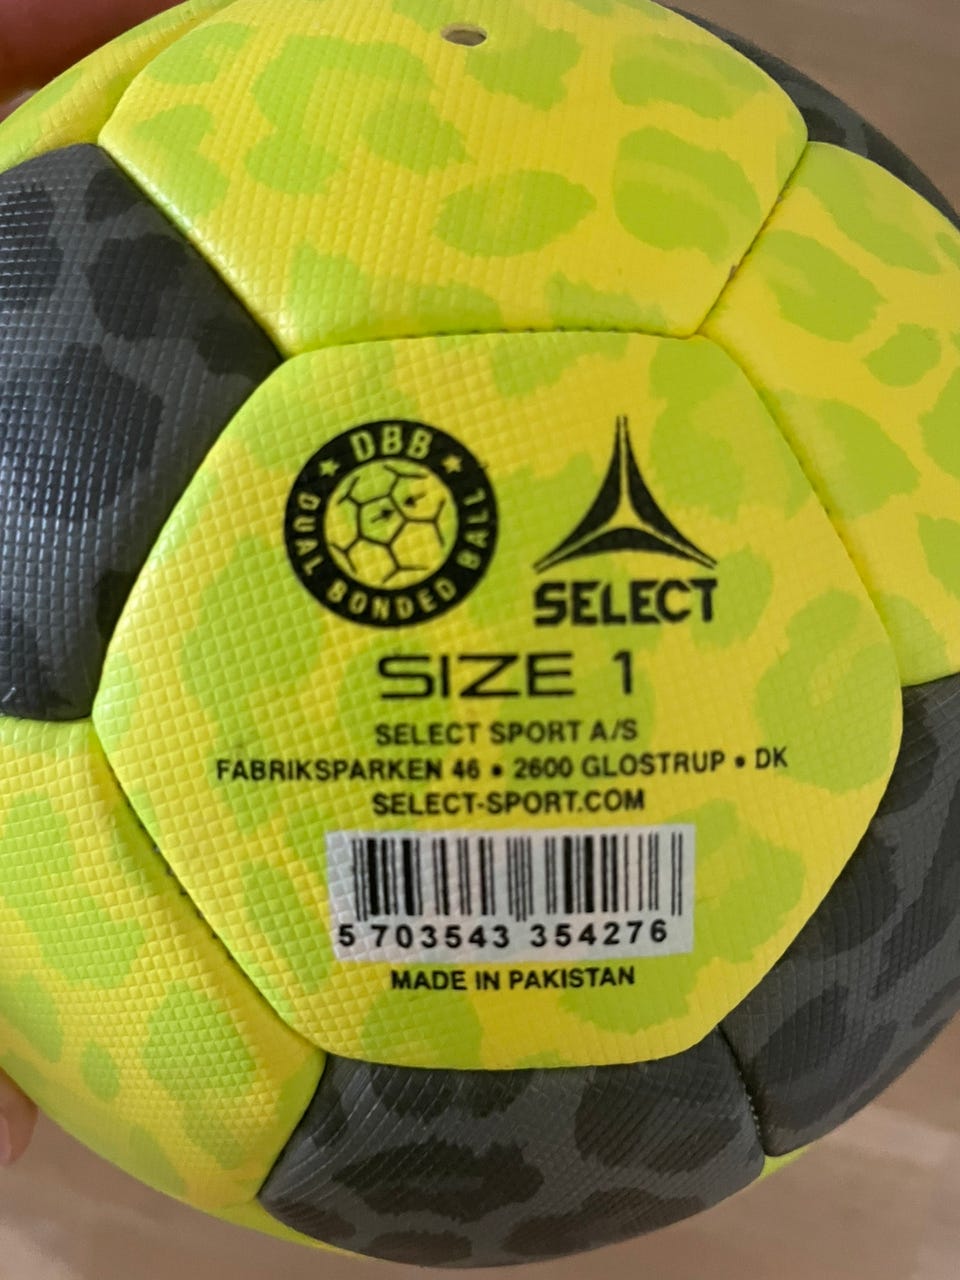 DBB
DUAL BONDED BALL
SELECT
SIZE 1
SELECT SPORT A/S
FABRIKSPARKEN 46 • 2600 GLOSTRUP • DK
SELECT-SPORT.COM
5 703543 354276
MADE IN PAKISTAN